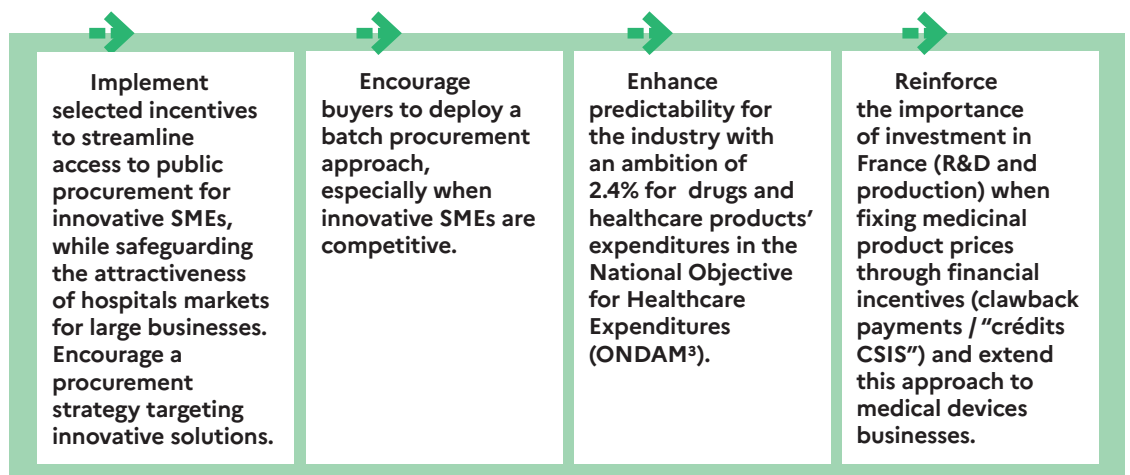 Implement
selected incentives
to streamline
access to public
procurement for
innovative SMEs,
while safeguarding
the attractiveness
of hospitals markets
for large businesses.
Encourage a
procurement
strategy targeting
innovative solutions.
Encourage
buyers to deploy a
batch procurement
approach,
especially when
innovative SMEs are
competitive.
Enhance
predictability for
the industry with
an ambition of
2.4% for drugs and
healthcare products’
expenditures in the
National Objective
for Healthcare
Expenditures
(ONDAM³).
Reinforce
the importance
of investment in
France (R&D and
production) when
fixing medicinal
product prices
through financial
incentives (clawback
payments / “crédits
CSIS”) and extend
this approach to
medical devices
businesses.